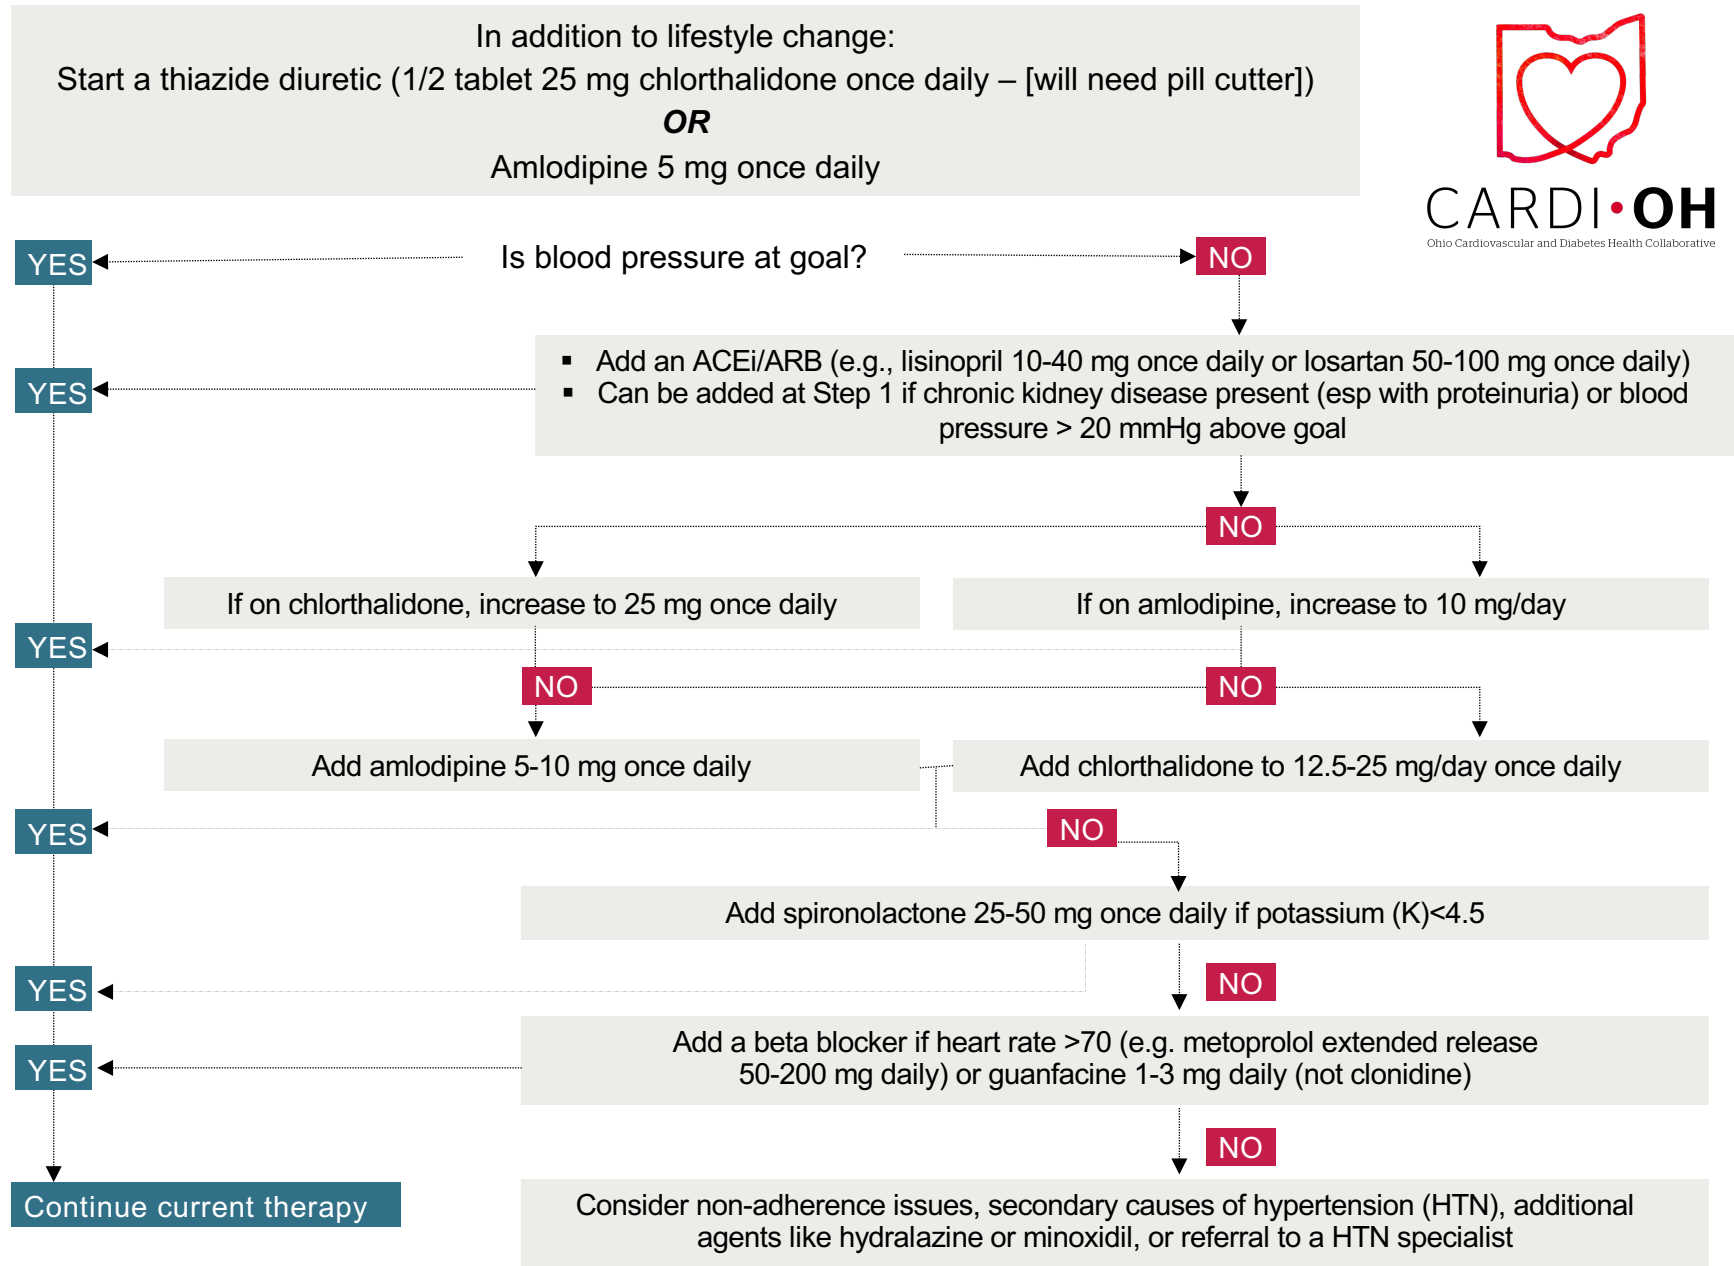 In addition to lifestyle change:
Start a thiazide diuretic (1/2 tablet 25 mg chlorthalidone once daily – [will need pill cutter])
OR
Amlodipine 5 mg once daily
CARDI•OH
Ohio Cardiovascular and Diabetes Health Collaborative
YES
Is blood pressure at goal?
NO
▪ Add an ACEi/ARB (e.g., lisinopril 10-40 mg once daily or losartan 50-100 mg once daily)
▪ Can be added at Step 1 if chronic kidney disease present (esp with proteinuria) or blood
pressure > 20 mmHg above goal
YES
NO
If on chlorthalidone, increase to 25 mg once daily
If on amlodipine, increase to 10 mg/day
YES
NO
NO
Add amlodipine 5-10 mg once daily
Add chlorthalidone to 12.5-25 mg/day once daily
YES
NO
Add spironolactone 25-50 mg once daily if potassium (K)<4.5
YES
NO
Add a beta blocker if heart rate >70 (e.g. metoprolol extended release
50-200 mg daily) or guanfacine 1-3 mg daily (not clonidine)
YES
NO
Continue current therapy
Consider non-adherence issues, secondary causes of hypertension (HTN), additional
agents like hydralazine or minoxidil, or referral to a HTN specialist